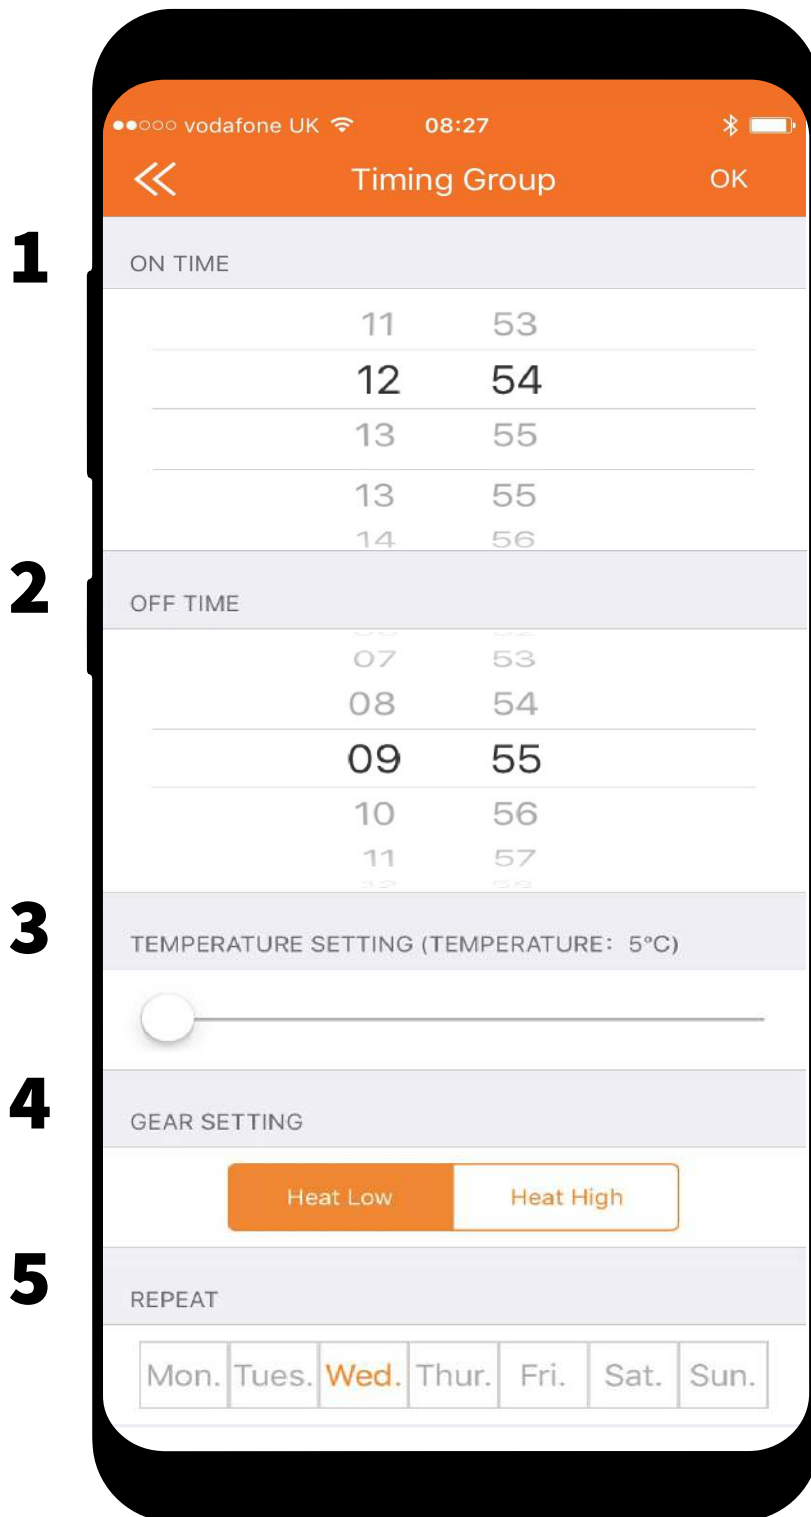 vodafone UK 08:27
Timing Group OK
1 ON TIME
11 53
12 54
13 55
13 55
14 56
2 OFF TIME
07 53
08 54
09 55
10 56
11 57
3 TEMPERATURE SETTING (TEMPERATURE: 5°C)
4 GEAR SETTING
Heat Low Heat High
5 REPEAT
Mon. Tues. Wed. Thur. Fri. Sat. Sun.